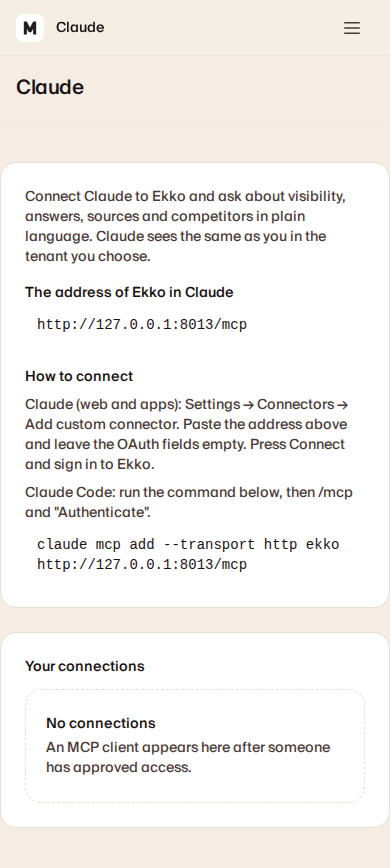 M Claude
Claude
Connect Claude to Ekko and ask about visibility,
answers, sources and competitors in plain
language. Claude sees the same as you in the
tenant you choose.
The address of Ekko in Claude
http://127.0.0.1:8013/mcp
How to connect
Claude (web and apps): Settings → Connectors →
Add custom connector. Paste the address above
and leave the OAuth fields empty. Press Connect
and sign in to Ekko.
Claude Code: run the command below, then /mcp
and "Authenticate".
claude mcp add --transport http ekko
http://127.0.0.1:8013/mcp
Your connections
No connections
An MCP client appears here after someone
has approved access.